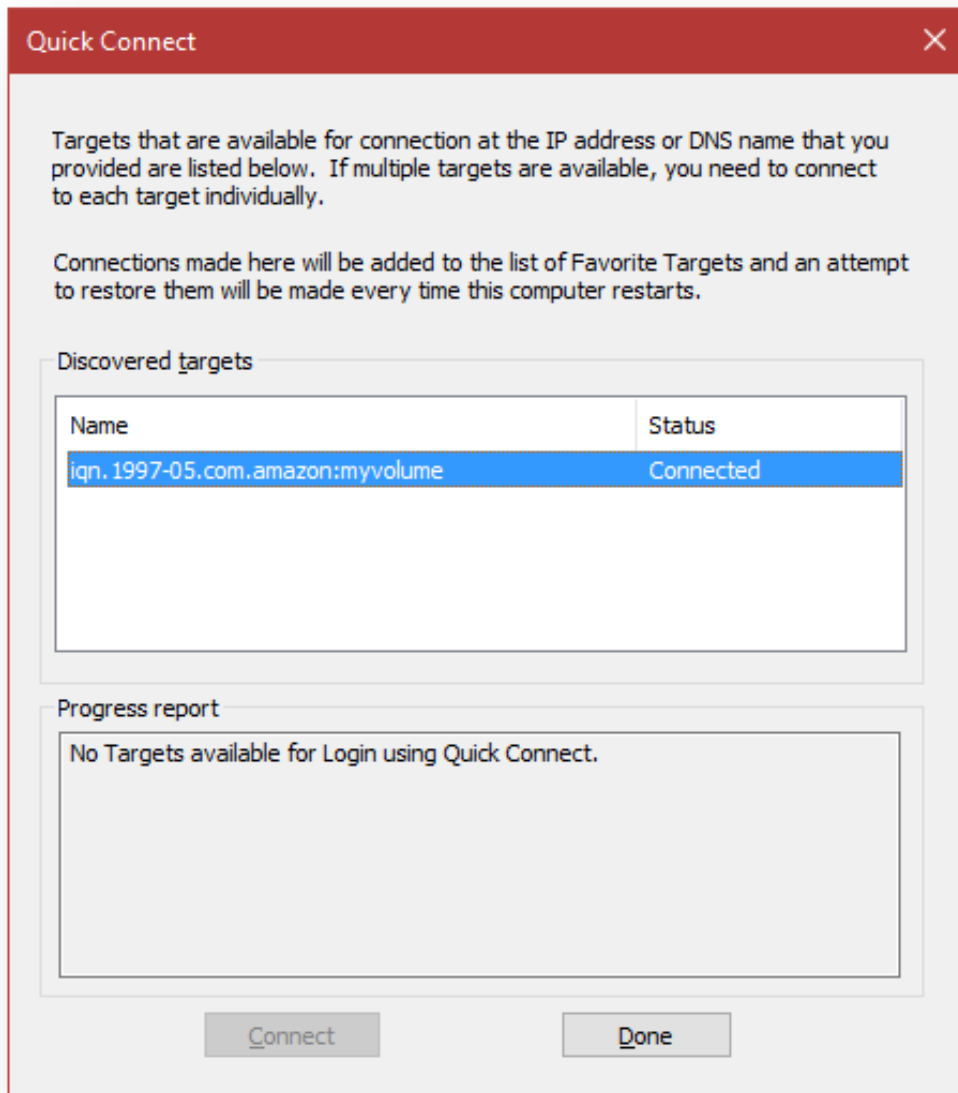 Quick Connect
Targets that are available for connection at the IP address or DNS name that you
provided are listed below.  If multiple targets are available, you need to connect
to each target individually.
Connections made here will be added to the list of Favorite Targets and an attempt
to restore them will be made every time this computer restarts.
Discovered targets
Name Status
iqn.1997-05.com.amazon:myvolume Connected
Progress report
No Targets available for Login using Quick Connect.
Connect Done